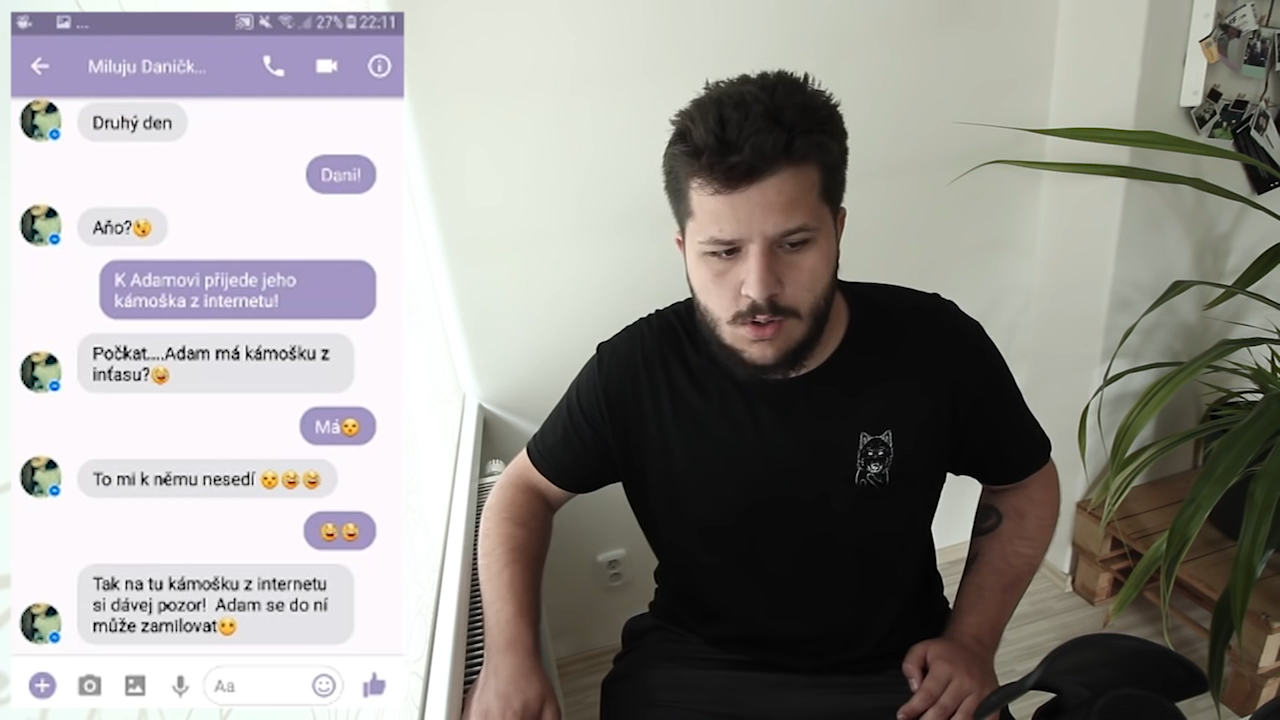 ... 27% 22:11
Miluju Daničk...
Druhý den
Dani!
Aňo?😉
K Adamovi přijede jeho
kámoška z internetu!
Počkat....Adam má kámošku z
inťasu?😆
Má😒
To mi k němu nesedí 😒😆😆
😆😆
Tak na tu kámošku z internetu
si dávej pozor! Adam se do ní
může zamilovat🙂
Aa